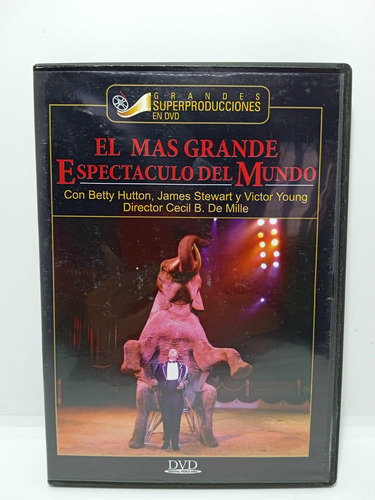 GRANDES
SUPERPRODUCCIONES
EN DVD
EL MAS GRANDE
ESPECTACULO DEL MUNDO
Con Betty Hutton, James Stewart y Victor Young
Director Cecil B. De Mille
DVD